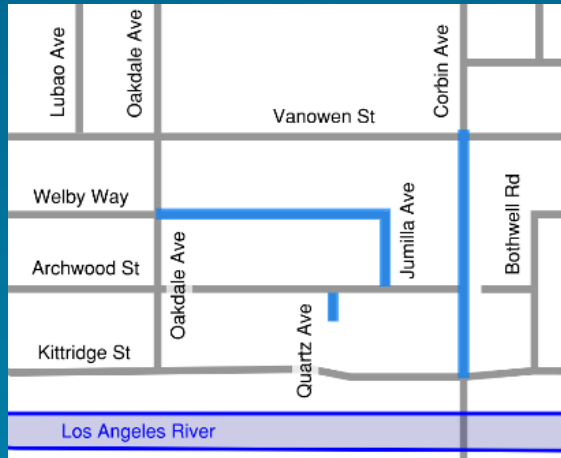 Lubao Ave
Oakdale Ave
Corbin Ave
Vanowen St
Welby Way
Jumilla Ave
Bothwell Rd
Archwood St
Oakdale Ave
Quartz Ave
Kittridge St
Los Angeles River